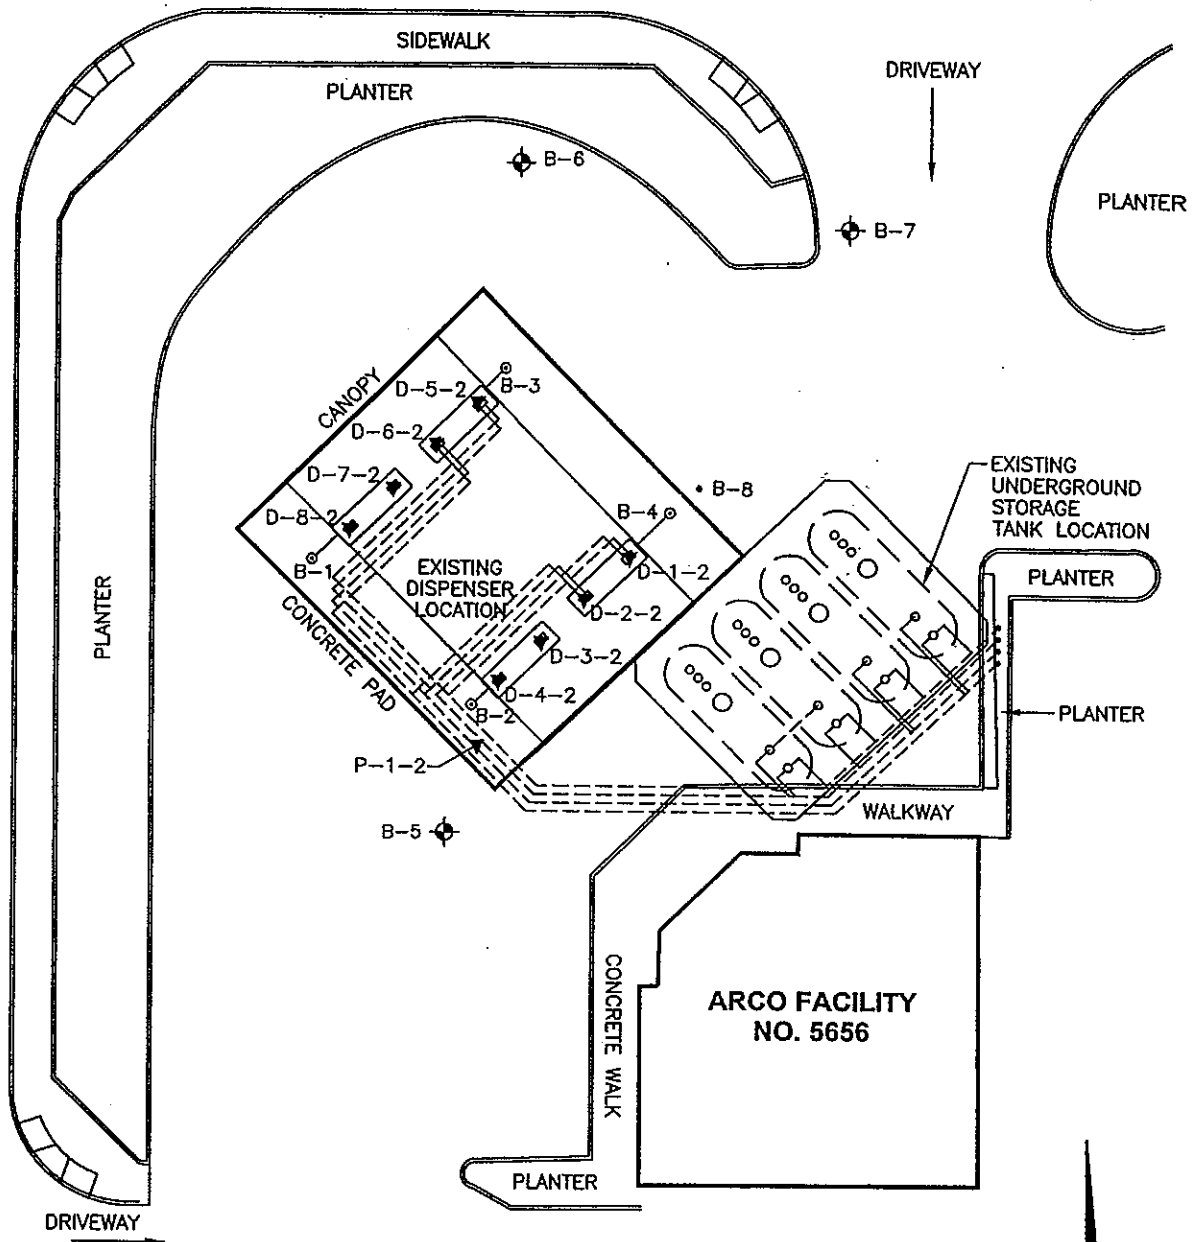 SIDEWALK
PLANTER
DRIVEWAY
B-6
PLANTER
B-7
CANOPY
D-5-2
B-3
D-6-2
D-7-2
D-8-2
B-1
B-8
B-4
EXISTING
UNDERGROUND
STORAGE
TANK LOCATION
EXISTING
DISPENSER
LOCATION
D-1-2
D-2-2
PLANTER
PLANTER
CONCRETE PAD
D-3-2
D-4-2
B-2
PLANTER
P-1-2
B-5
WALKWAY
CONCRETE WALK
ARCO FACILITY
NO. 5656
PLANTER
DRIVEWAY